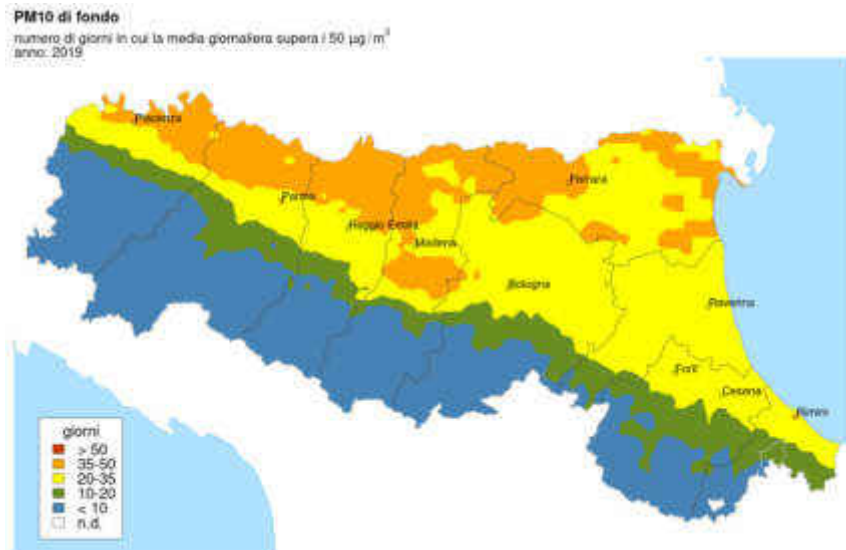 PM10 di fondo
numero di giorni in cui la media giornaliera supera i 50 µg/m³
anno: 2019
Piacenza
Parma
Reggio Emilia
Modena
Ferrara
Bologna
Ravenna
Forlì
Cesena
Rimini
giorni
> 50
35-50
20-35
10-20
< 10
n.d.